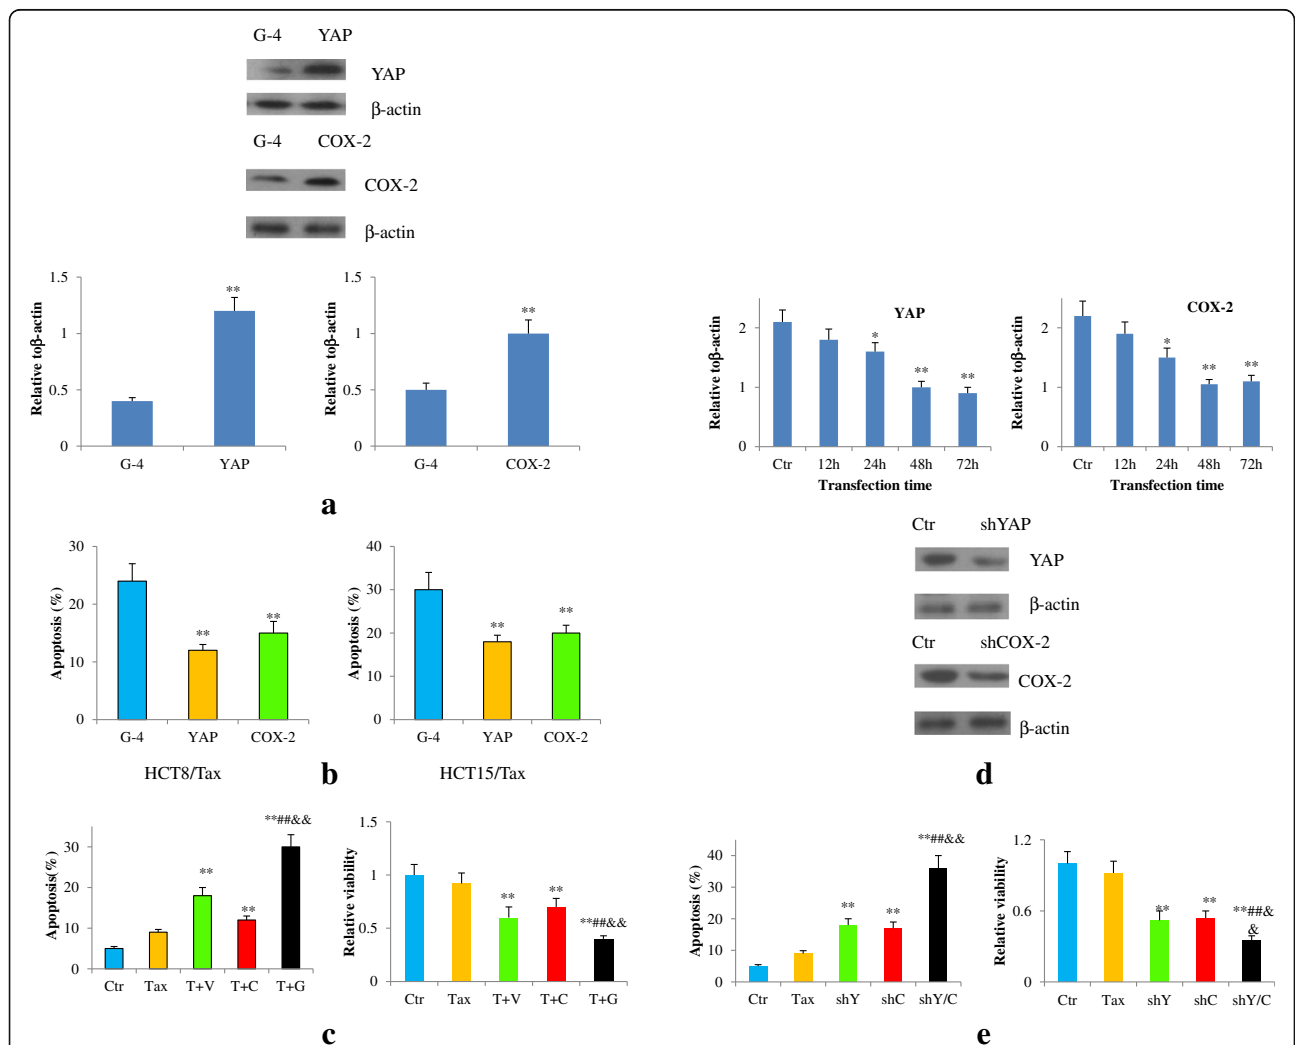 G-4 YAP
YAP
β-actin
G-4 COX-2
COX-2
β-actin
Relative toβ-actin
1.5
1
0.5
0
**
G-4 YAP
Relative toβ-actin
1.5
1
0.5
0
**
G-4 COX-2
a
Apoptosis (%)
30
20
10
0
**
**
G-4 YAP COX-2
HCT8/Tax
Apoptosis (%)
40
30
20
10
0
**
**
G-4 YAP COX-2
HCT15/Tax
b
Apoptosis(%)
30
20
10
0
**
**
**##&&
Ctr Tax T+V T+C T+G
Relative viability
1.5
1
0.5
0
**
**
**##&&
Ctr Tax T+V T+C T+G
c
YAP
Relative toβ-actin
2
1
0
*
**
**
Ctr 12h 24h 48h 72h
Transfection time
COX-2
Relative toβ-actin
2
1
0
*
**
**
Ctr 12h 24h 48h 72h
Transfection time
Ctr shYAP
YAP
β-actin
Ctr shCOX-2
COX-2
β-actin
d
Apoptosis (%)
40
30
20
10
0
**
**
**##&&
Ctr Tax shY shC shY/C
Relative viability
1.2
0.6
0
**
**
**##&
&
Ctr Tax shY shC shY/C
e